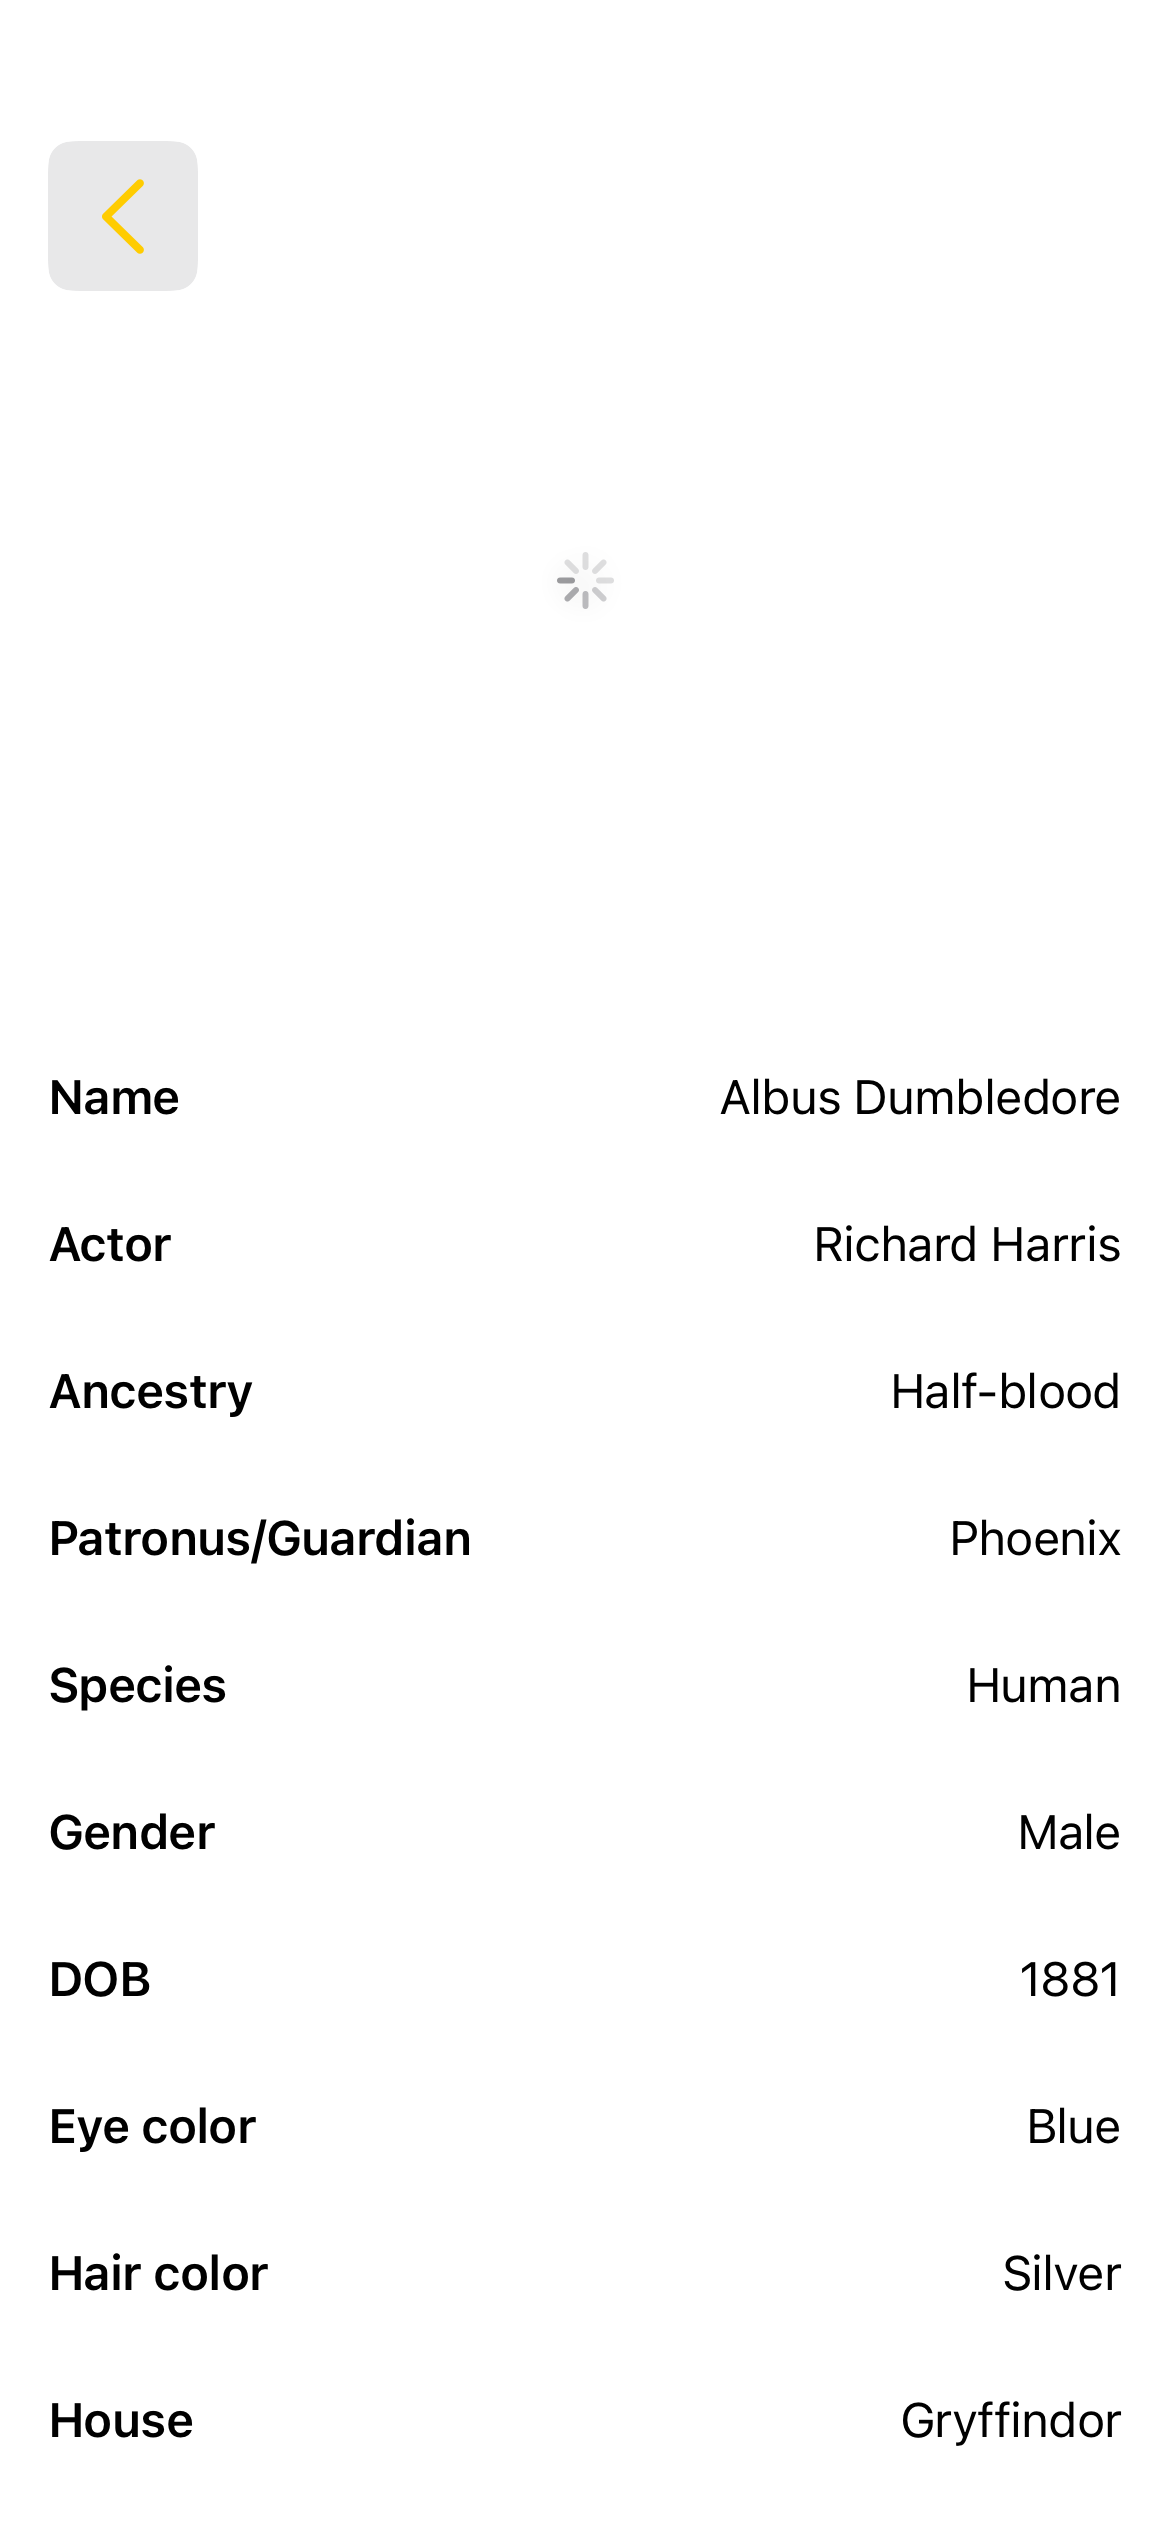 Name Albus Dumbledore
Actor Richard Harris
Ancestry Half-blood
Patronus/Guardian Phoenix
Species Human
Gender Male
DOB 1881
Eye color Blue
Hair color Silver
House Gryffindor